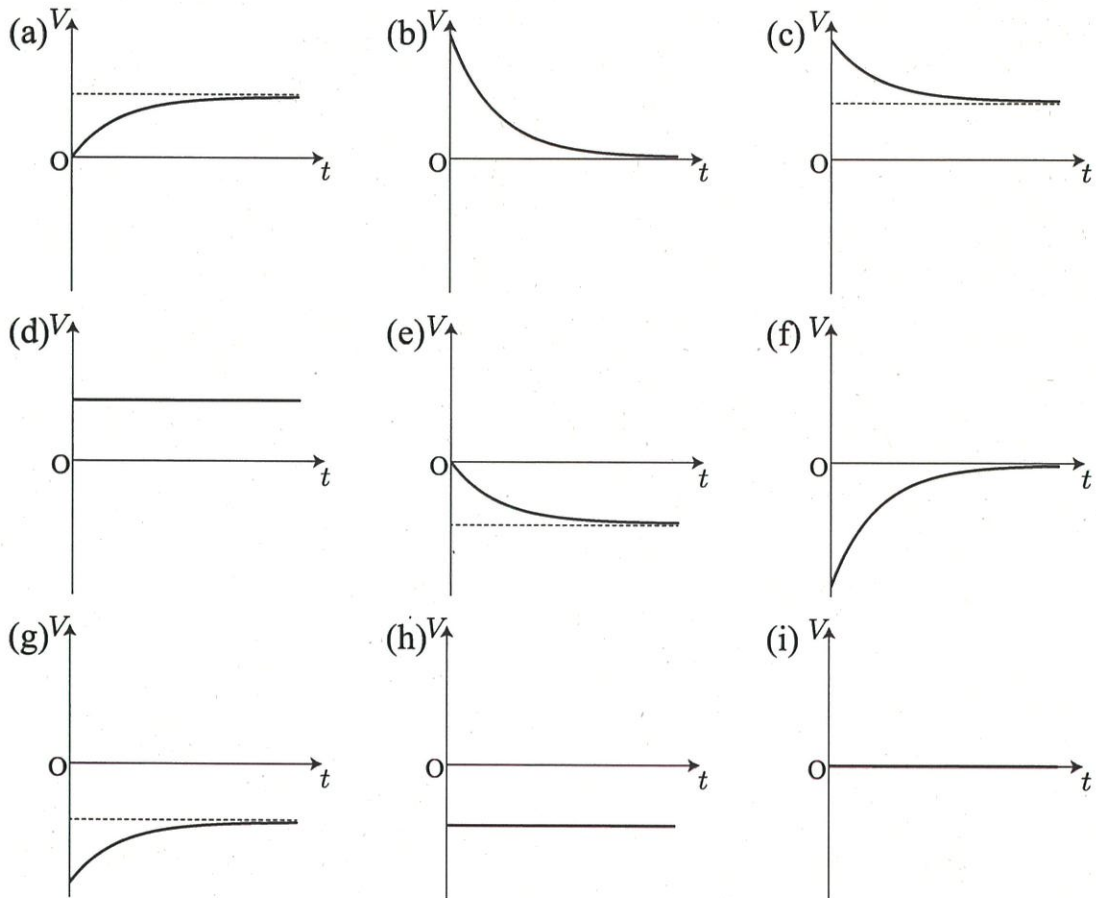 (a) V
O t
(b) V
O t
(c) V
O t
(d) V
O t
(e) V
O t
(f) V
O t
(g) V
O t
(h) V
O t
(i) V
O t